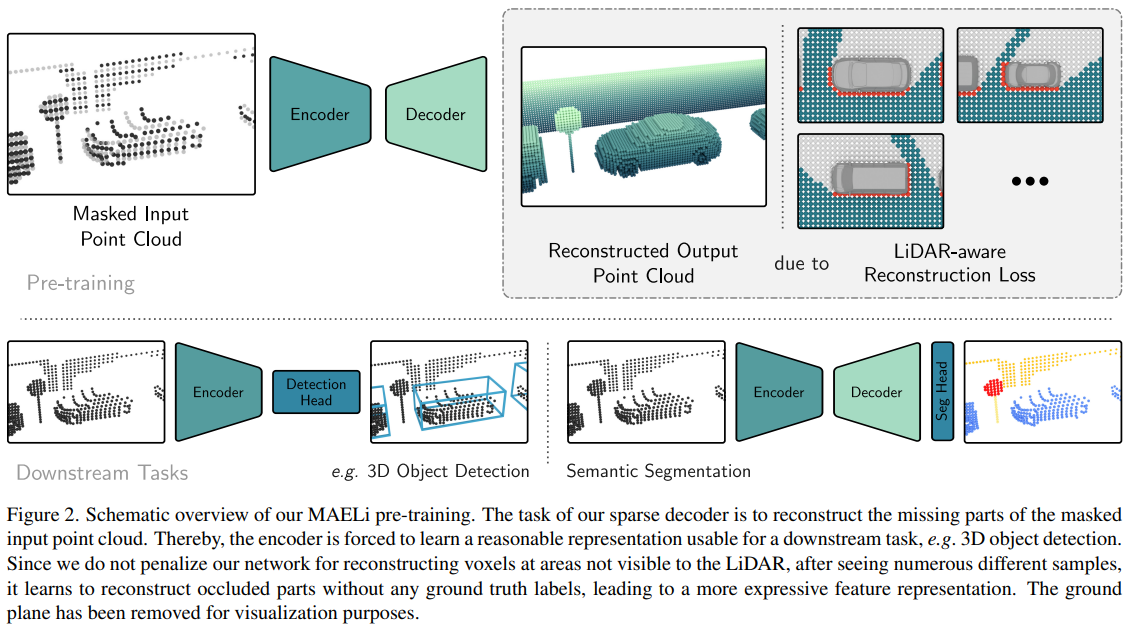 Encoder
Decoder
Masked Input
Point Cloud
Reconstructed Output
Point Cloud
due to
LiDAR-aware
Reconstruction Loss
Pre-training
Encoder
Detection
Head
Encoder
Decoder
Seg Head
Downstream Tasks
e.g. 3D Object Detection
Semantic Segmentation
Figure 2. Schematic overview of our MAELi pre-training. The task of our sparse decoder is to reconstruct the missing parts of the masked
input point cloud. Thereby, the encoder is forced to learn a reasonable representation usable for a downstream task, e.g. 3D object detection.
Since we do not penalize our network for reconstructing voxels at areas not visible to the LiDAR, after seeing numerous different samples,
it learns to reconstruct occluded parts without any ground truth labels, leading to a more expressive feature representation. The ground
plane has been removed for visualization purposes.